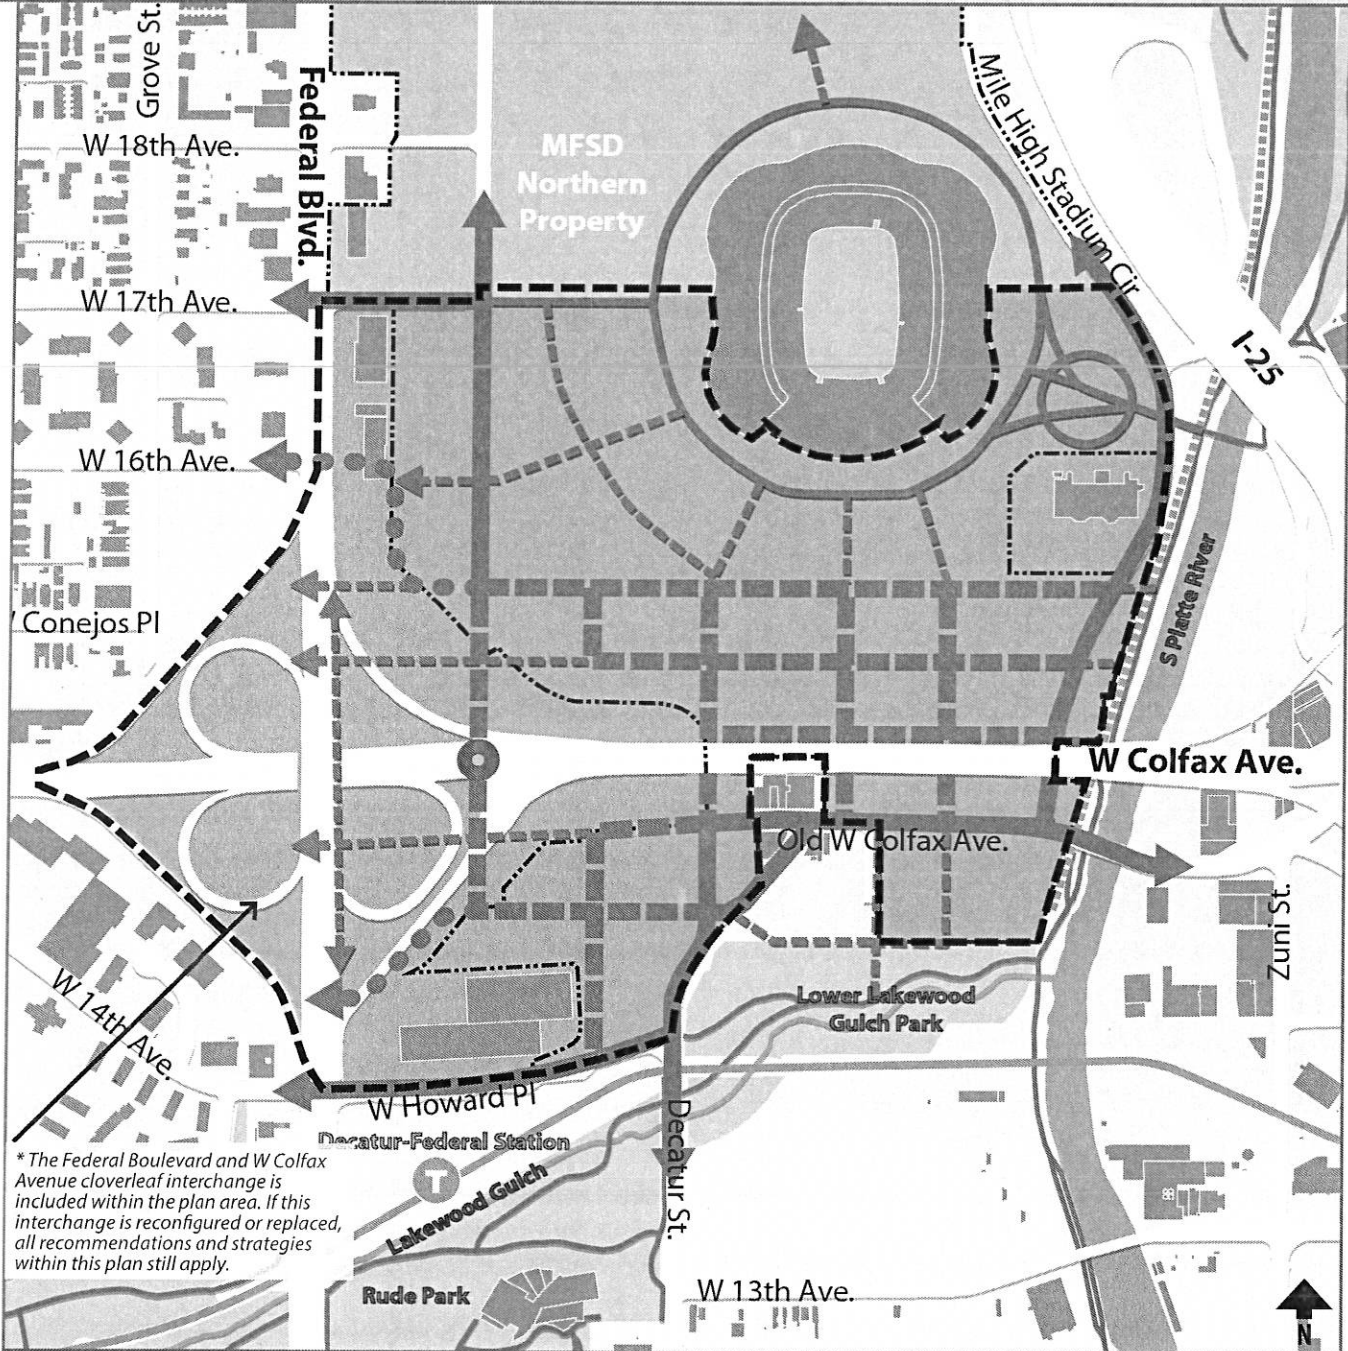 Grove St.
Federal Blvd.
W 18th Ave.
MFSD
Northern
Property
Mile High Stadium Cir
W 17th Ave.
I-25
W 16th Ave.
Conejos Pl
S Platte River
W Colfax Ave.
Old W Colfax Ave.
Zuni St.
W 14th Ave.
Lower Lakewood
Gulch Park
W Howard Pl
Decatur-Federal Station
T
Decatur St.
Lakewood Gulch
* The Federal Boulevard and W Colfax
Avenue cloverleaf interchange is
included within the plan area. If this
interchange is reconfigured or replaced,
all recommendations and strategies
within this plan still apply.
Rude Park
W 13th Ave.
N